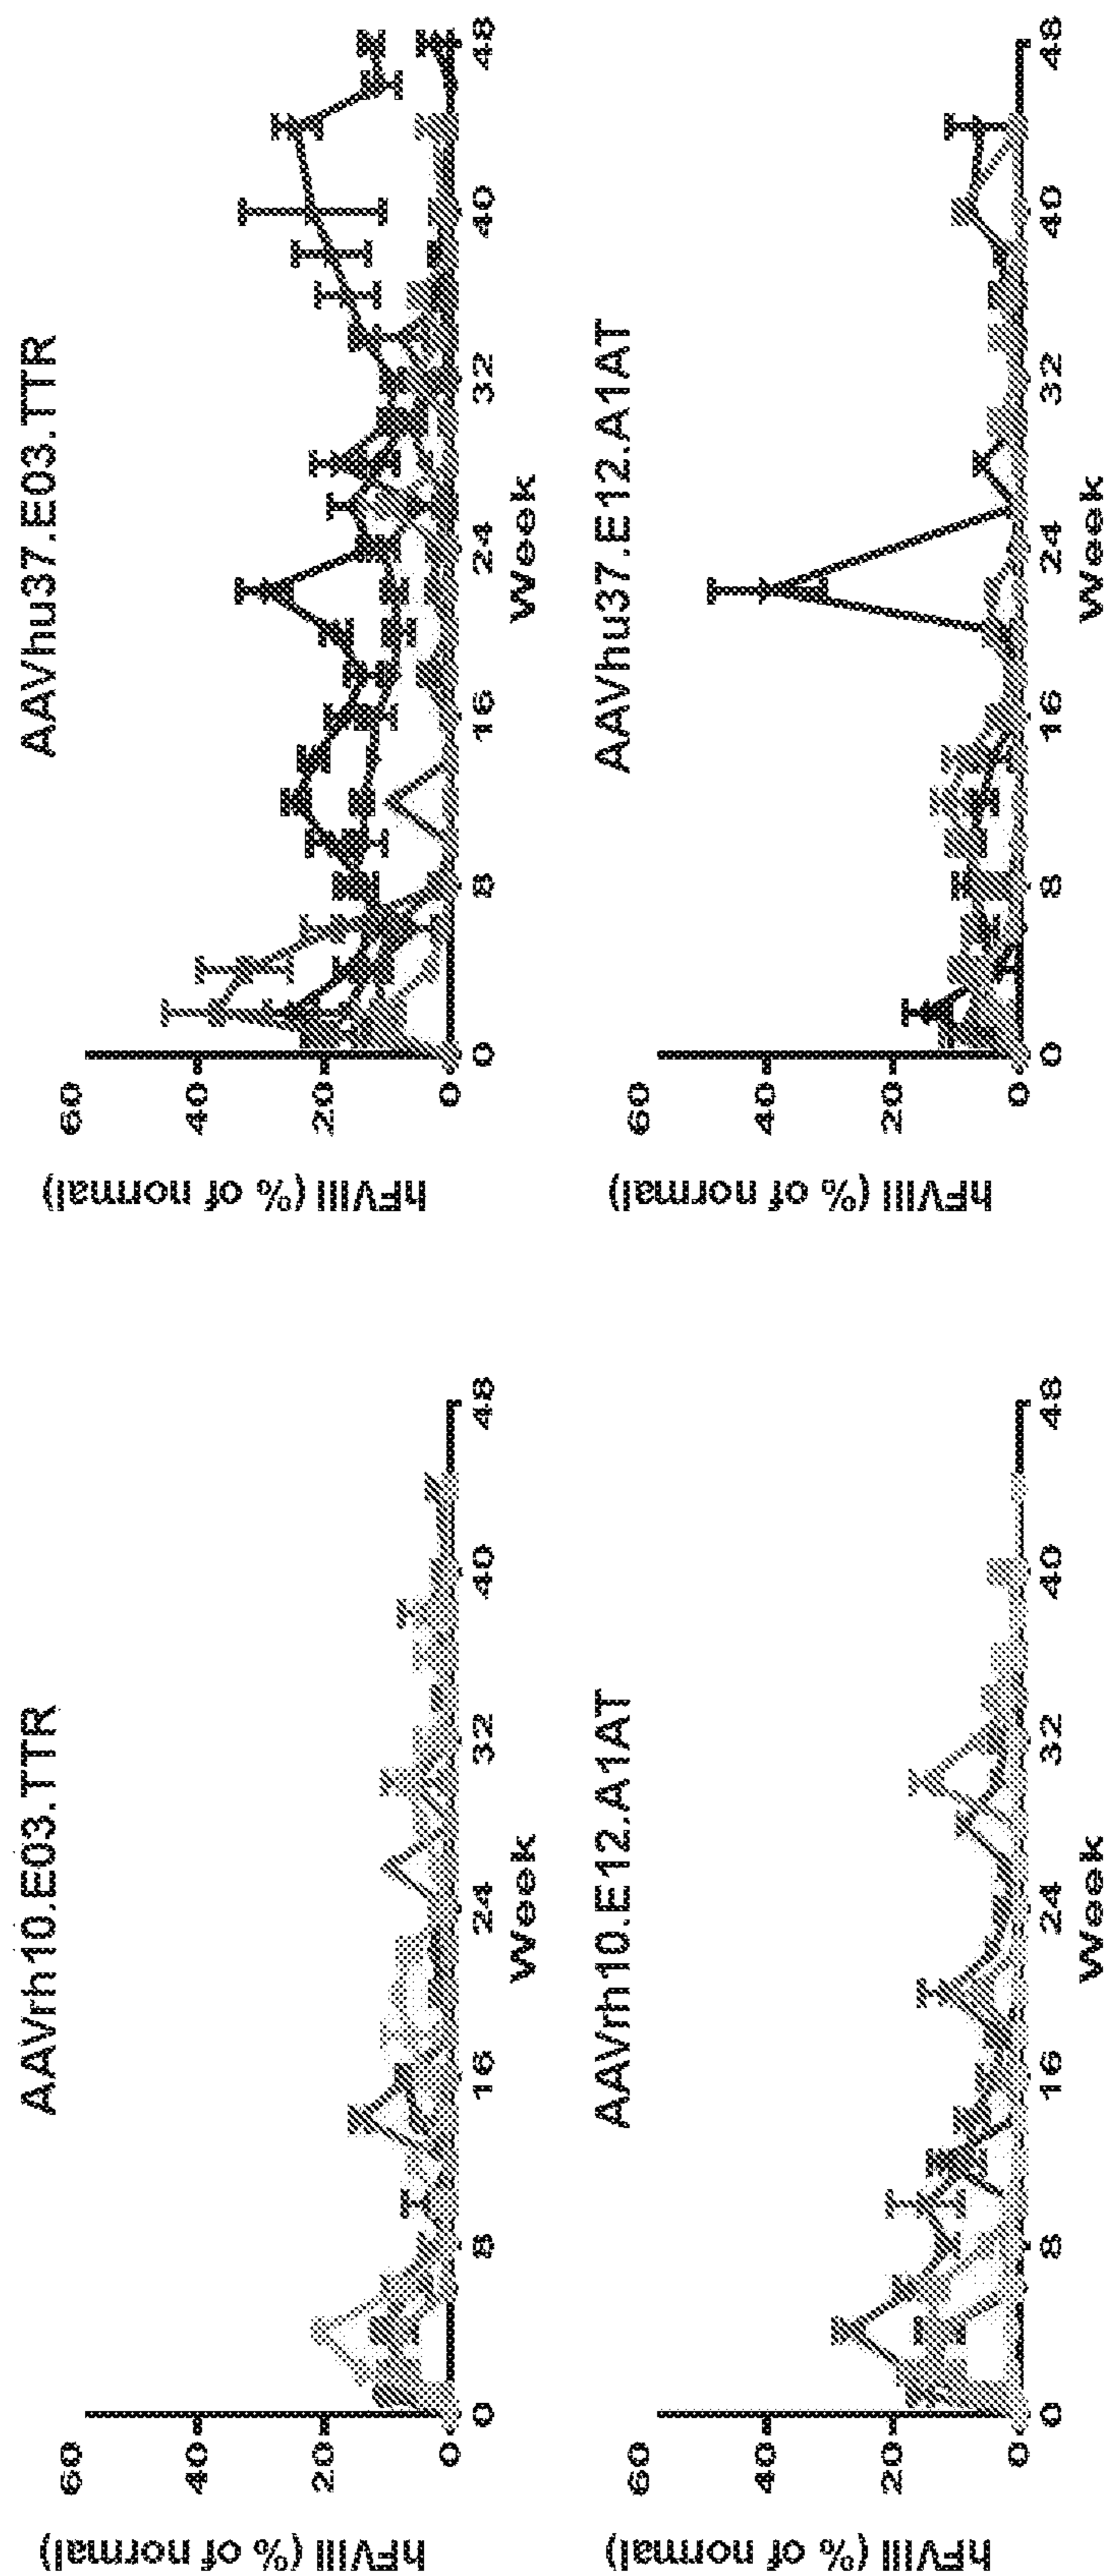 AAVrh10.E03.TTR
hFVIII (% of normal)
60
40
20
0
0 8 16 24 32 40 48
Week
AAVhu37.E03.TTR
hFVIII (% of normal)
60
40
20
0
0 8 16 24 32 40 48
Week
AAVrh10.E12.A1AT
hFVIII (% of normal)
60
40
20
0
0 8 16 24 32 40 48
Week
AAVhu37.E12.A1AT
hFVIII (% of normal)
60
40
20
0
0 8 16 24 32 40 48
Week